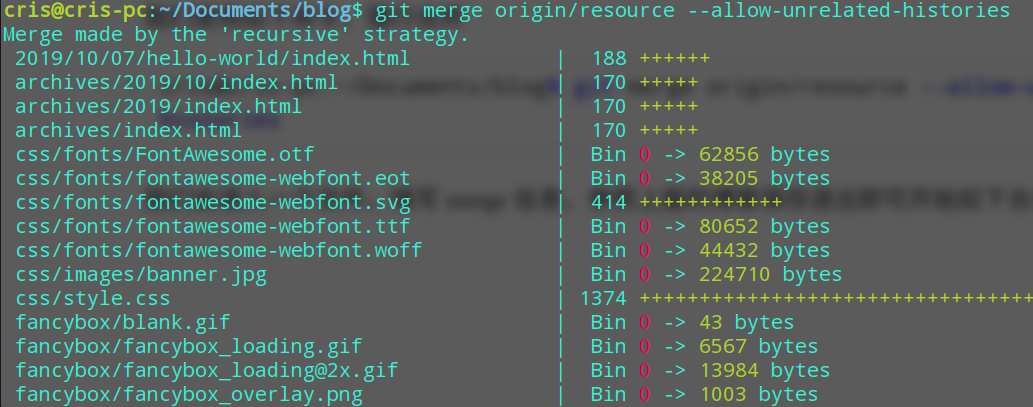 cris@cris-pc:~/Documents/blog$ git merge origin/resource --allow-unrelated-histories
Merge made by the 'recursive' strategy.
2019/10/07/hello-world/index.html | 188 ++++++
archives/2019/10/index.html | 170 +++++
archives/2019/index.html | 170 +++++
archives/index.html | 170 +++++
css/fonts/FontAwesome.otf | Bin 0 -> 62856 bytes
css/fonts/fontawesome-webfont.eot | Bin 0 -> 38205 bytes
css/fonts/fontawesome-webfont.svg | 414 ++++++++++++
css/fonts/fontawesome-webfont.ttf | Bin 0 -> 80652 bytes
css/fonts/fontawesome-webfont.woff | Bin 0 -> 44432 bytes
css/images/banner.jpg | Bin 0 -> 224710 bytes
css/style.css | 1374 +++++++++++++++++++++++++++++++++
fancybox/blank.gif | Bin 0 -> 43 bytes
fancybox/fancybox_loading.gif | Bin 0 -> 6567 bytes
fancybox/fancybox_loading@2x.gif | Bin 0 -> 13984 bytes
fancybox/fancybox_overlay.png | Bin 0 -> 1003 bytes